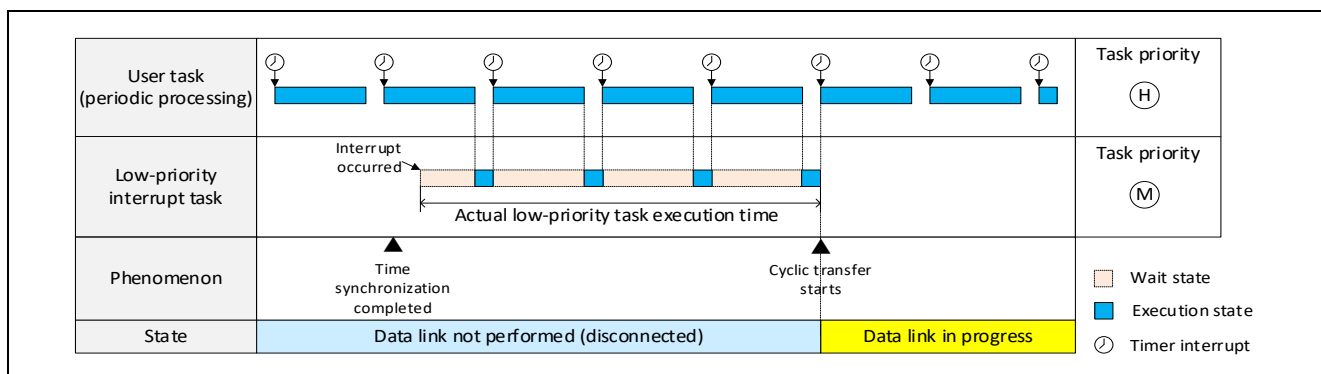 User task
(periodic processing)
Task priority
H
Low-priority
interrupt task
Interrupt
occurred
Actual low-priority task execution time
Task priority
M
Phenomenon
Time
synchronization
completed
Cyclic transfer
starts
State
Data link not performed (disconnected)
Data link in progress
Wait state
Execution state
Timer interrupt